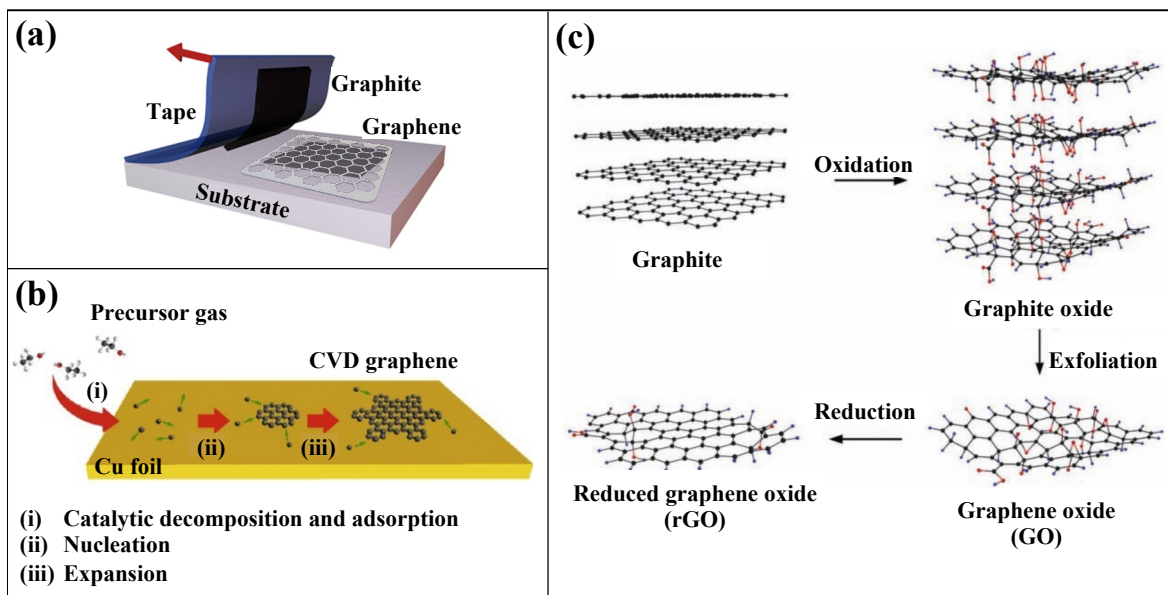 (a)
Graphite
Tape
Graphene
Substrate
(b)
Precursor gas
CVD graphene
(i)
(ii)
(iii)
Cu foil
(i) Catalytic decomposition and adsorption
(ii) Nucleation
(iii) Expansion
(c)
Oxidation
Graphite
Graphite oxide
Exfoliation
Reduction
Reduced graphene oxide
(rGO)
Graphene oxide
(GO)